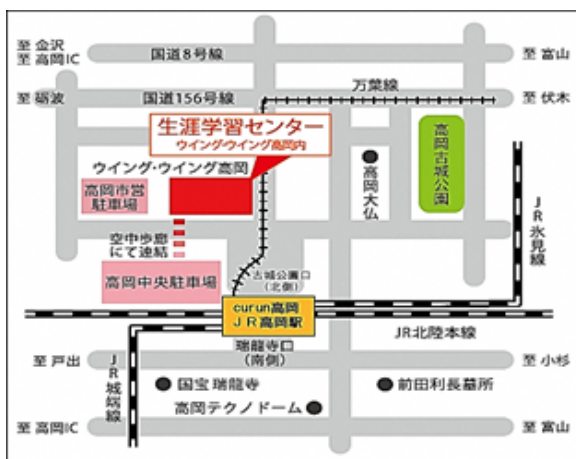 至 金沢
至 高岡IC
国道8号線
至 富山
万葉線
至 砺波
国道156号線
至 伏木
生涯学習センター
ウイング・ウイング高岡内
ウイング・ウイング高岡
高岡市営
駐車場
高岡大仏
高岡古城公園
JR氷見線
空中歩廊
にて連結
高岡中央駐車場
古城公園口
(北側)
curun高岡
JR高岡駅
JR北陸本線
瑞龍寺口
(南側)
至 戸出
JR城端線
至 小杉
国宝 瑞龍寺
前田利長墓所
高岡テクノドーム
至 高岡IC
至 富山